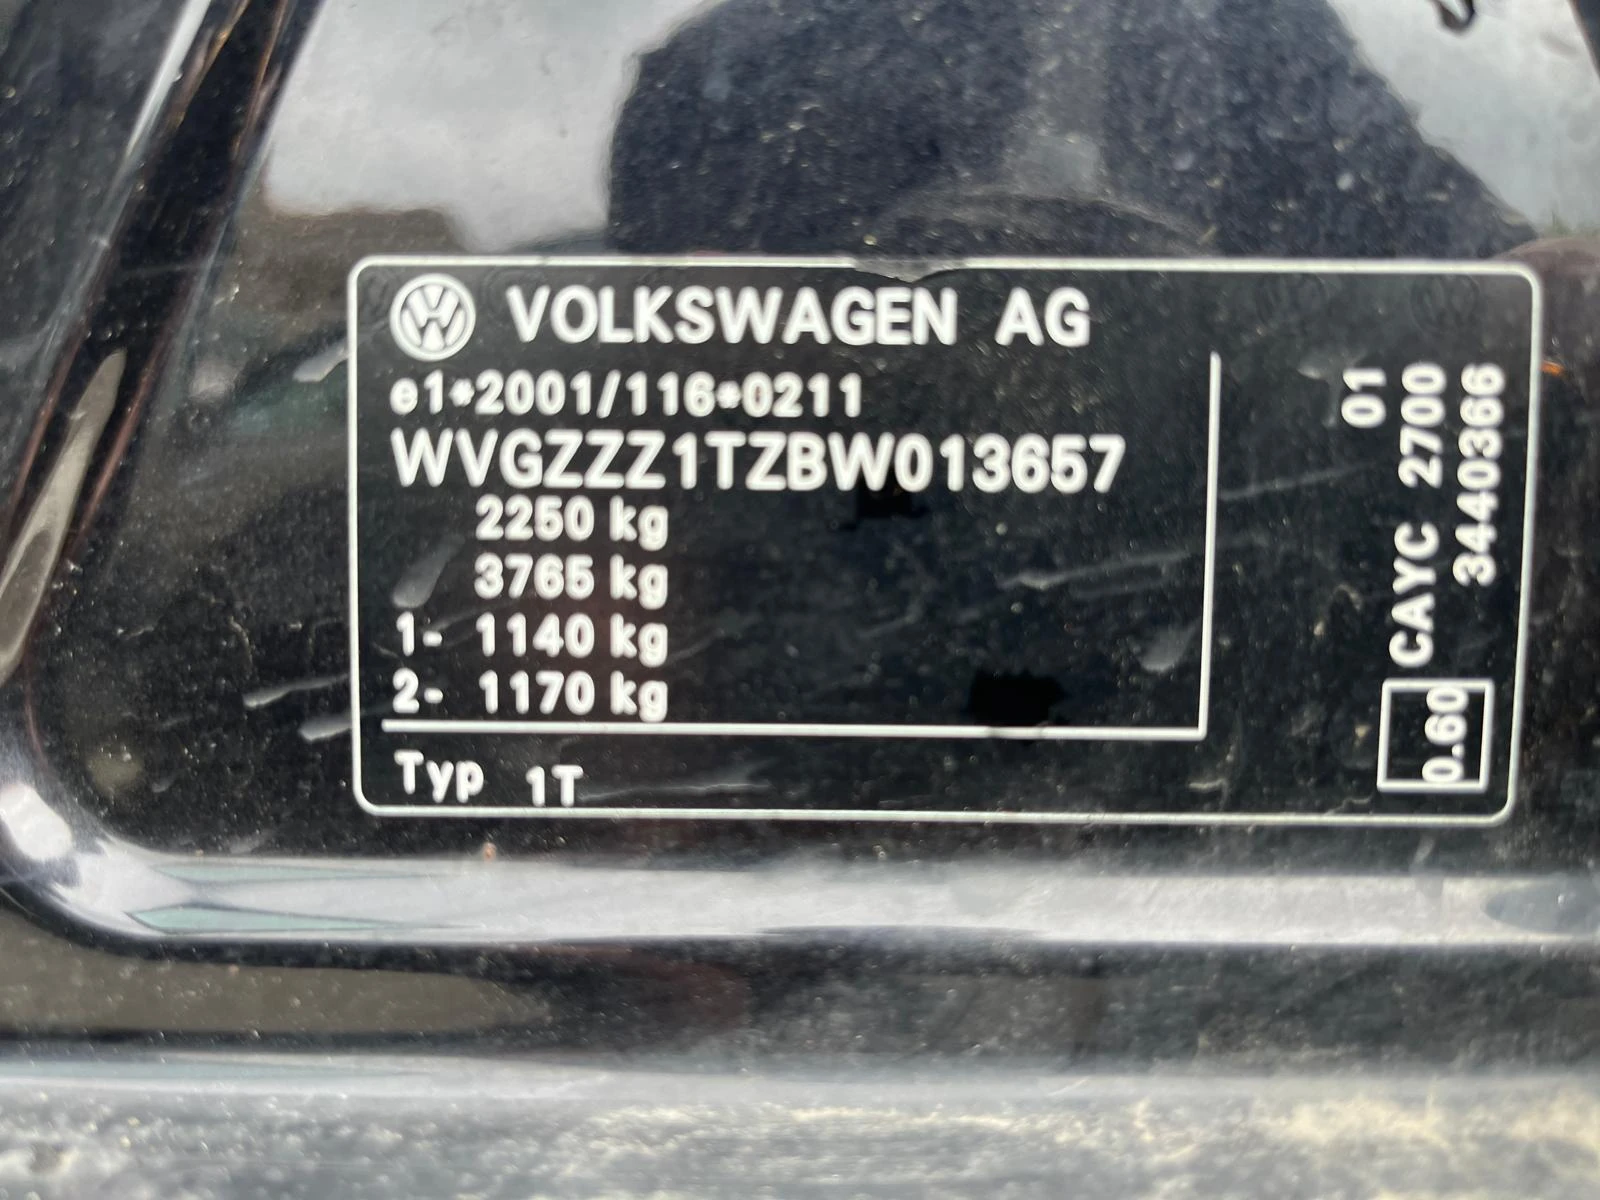 VOLKSWAGEN AG
e1*2001/116*0211
WVGZZZ1TZBW013657
2250 kg
3765 kg
1- 1140 kg
2- 1170 kg
Typ 1T
01
0.60 CAYC 2700
3440366